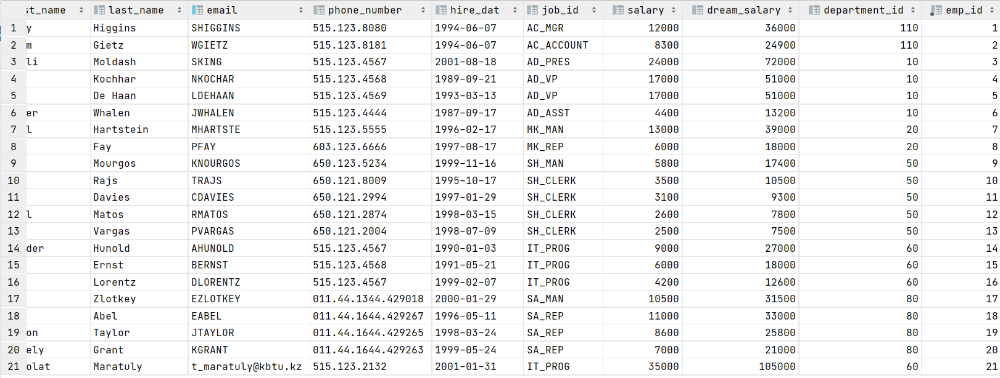 st_name last_name email phone_number hire_dat job_id salary dream_salary department_id emp_id
1 y Higgins SHIGGINS 515.123.8080 1994-06-07 AC_MGR 12000 36000 110 1
2 m Gietz WGIETZ 515.123.8181 1994-06-07 AC_ACCOUNT 8300 24900 110 2
3 li Moldash SKING 515.123.4567 2001-08-18 AD_PRES 24000 72000 10 3
4 Kochhar NKOCHAR 515.123.4568 1989-09-21 AD_VP 17000 51000 10 4
5 De Haan LDEHAAN 515.123.4569 1993-03-13 AD_VP 17000 51000 10 5
6 er Whalen JWHALEN 515.123.4444 1987-09-17 AD_ASST 4400 13200 10 6
7 l Hartstein MHARTSTE 515.123.5555 1996-02-17 MK_MAN 13000 39000 20 7
8 Fay PFAY 603.123.6666 1997-08-17 MK_REP 6000 18000 20 8
9 Mourgos KNOURGOS 650.123.5234 1999-11-16 SH_MAN 5800 17400 50 9
10 Rajs TRAJS 650.121.8009 1995-10-17 SH_CLERK 3500 10500 50 10
11 Davies CDAVIES 650.121.2994 1997-01-29 SH_CLERK 3100 9300 50 11
12 l Matos RMATOS 650.121.2874 1998-03-15 SH_CLERK 2600 7800 50 12
13 Vargas PVARGAS 650.121.2004 1998-07-09 SH_CLERK 2500 7500 50 13
14 der Hunold AHUNOLD 515.123.4567 1990-01-03 IT_PROG 9000 27000 60 14
15 Ernst BERNST 515.123.4568 1991-05-21 IT_PROG 6000 18000 60 15
16 Lorentz DLORENTZ 515.123.4567 1999-02-07 IT_PROG 4200 12600 60 16
17 Zlotkey EZLOTKEY 011.44.1344.429018 2000-01-29 SA_MAN 10500 31500 80 17
18 Abel EABEL 011.44.1644.429267 1996-05-11 SA_REP 11000 33000 80 18
19 on Taylor JTAYLOR 011.44.1644.429265 1998-03-24 SA_REP 8600 25800 80 19
20 ely Grant KGRANT 011.44.1644.429263 1999-05-24 SA_REP 7000 21000 80 20
21 olat Maratuly t_maratuly@kbtu.kz 515.123.2132 2001-01-31 IT_PROG 35000 105000 60 21